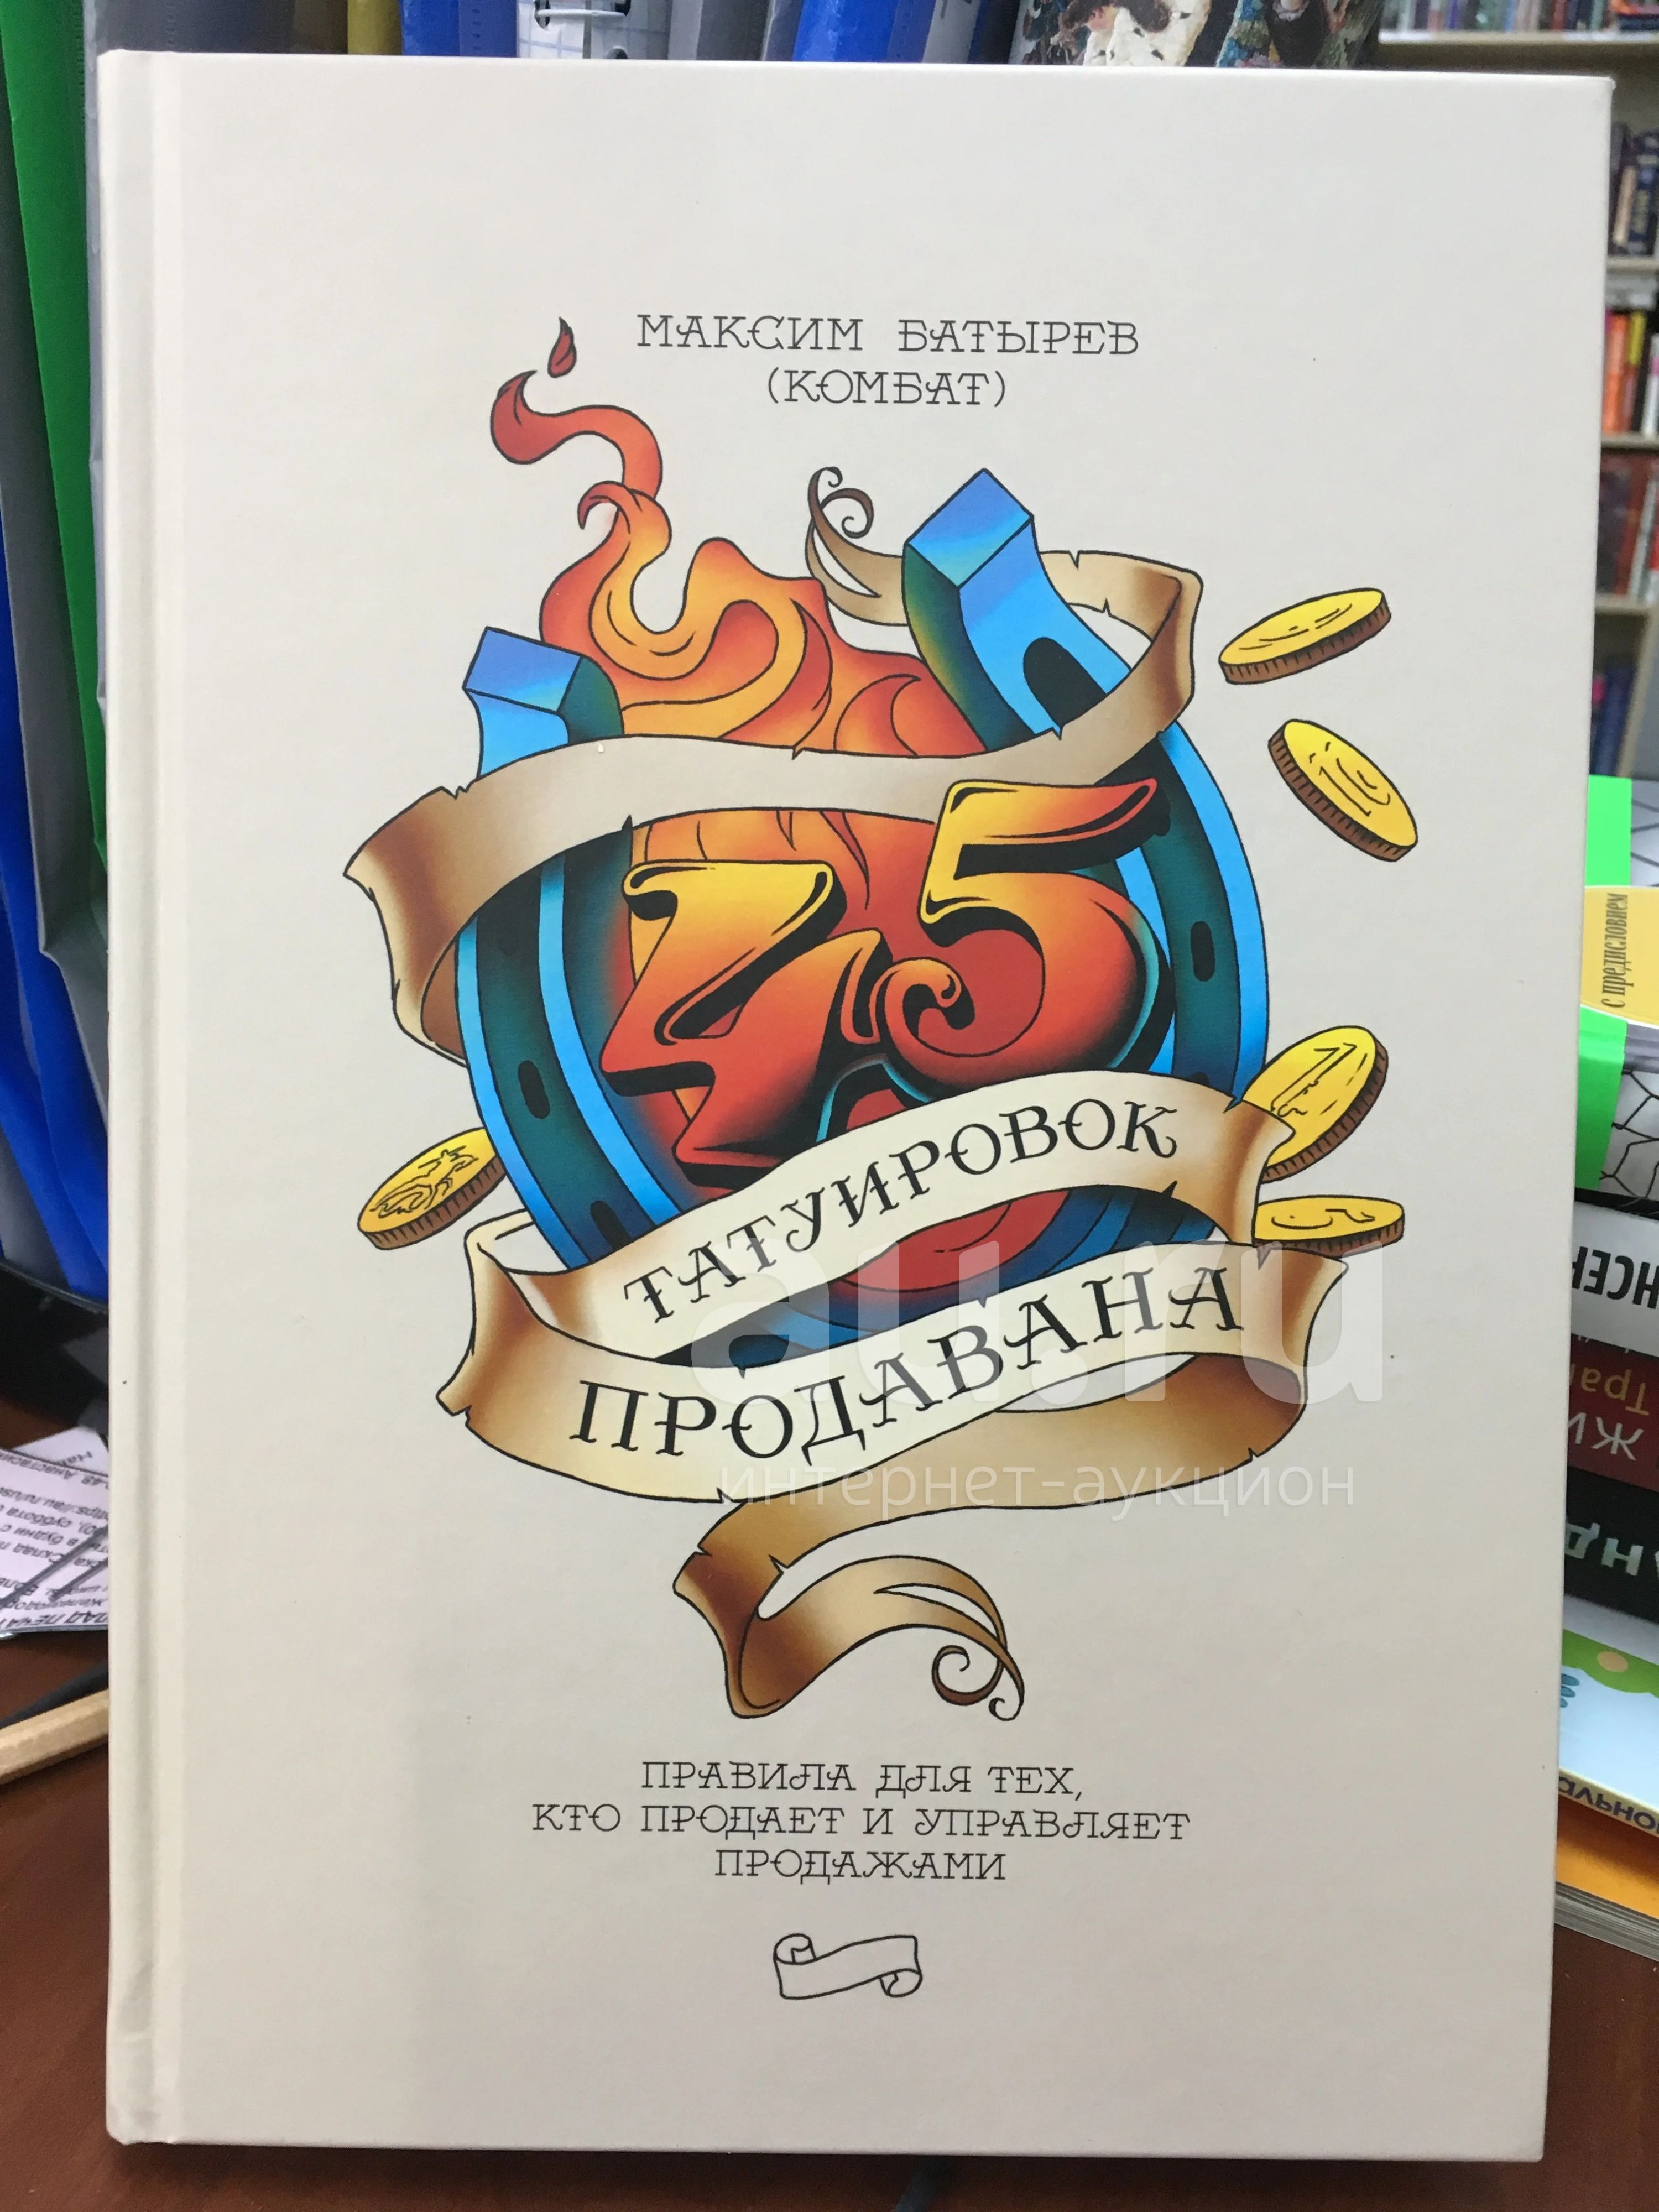 МАКСИМ БАТЫРЕВ
(КОМБАТ)
45
ТАТУИРОВОК
ПРОДАВАНА
ПРАВИЛА ДЛЯ ТЕХ,
КТО ПРОДАЕТ И УПРАВЛЯЕТ
ПРОДАЖАМИ
au.ru
интернет-аукцион
с предисловием